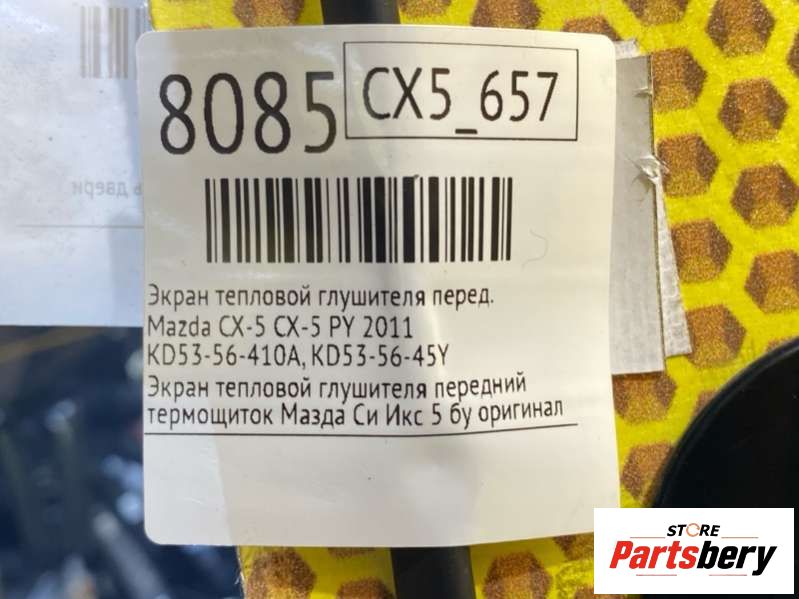 8085
CX5_657
Экран тепловой глушителя перед.
Mazda CX-5 CX-5 PY 2011
KD53-56-410A, KD53-56-45Y
Экран тепловой глушителя передний
термощиток Мазда Си Икс 5 бу оригинал
двери
STORE
Partsbery